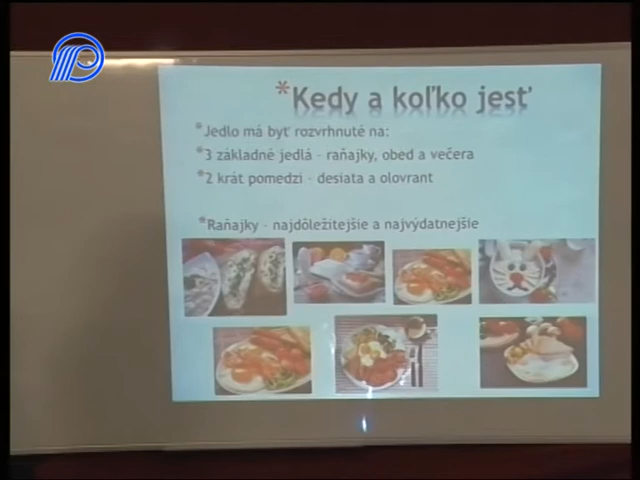 *Kedy a koľko jesť
*Jedlo má byť rozvrhnuté na:
*3 základné jedlá - raňajky, obed a večera
*2 krát pomedzi - desiata a olovrant
*Raňajky - najdôležitejšie a najvýdatnejšie